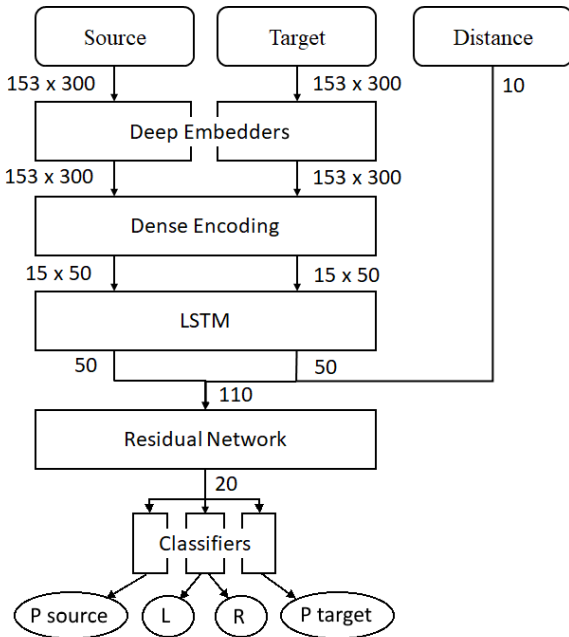 Source Target Distance
153 x 300 153 x 300 10
Deep Embedders
153 x 300 153 x 300
Dense Encoding
15 x 50 15 x 50
LSTM
50 50
110
Residual Network
20
Classifiers
P source L R P target